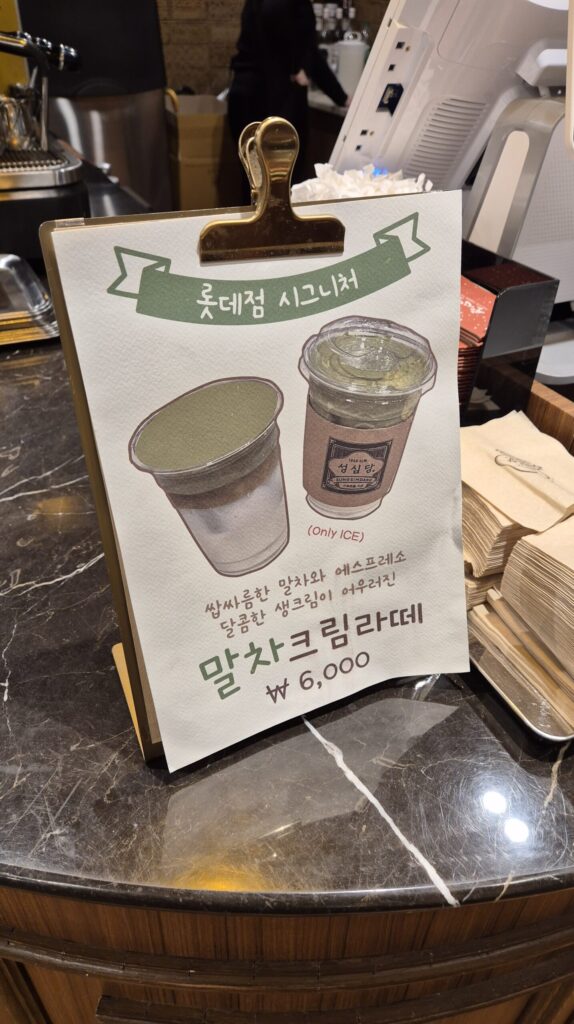 롯데점 시그니처
성심당
SUNGSIMDANG
(Only ICE)
쌉싸름한 말차와 에스프레소
달콤한 생크림이 어우러진
말차크림라떼
₩ 6,000